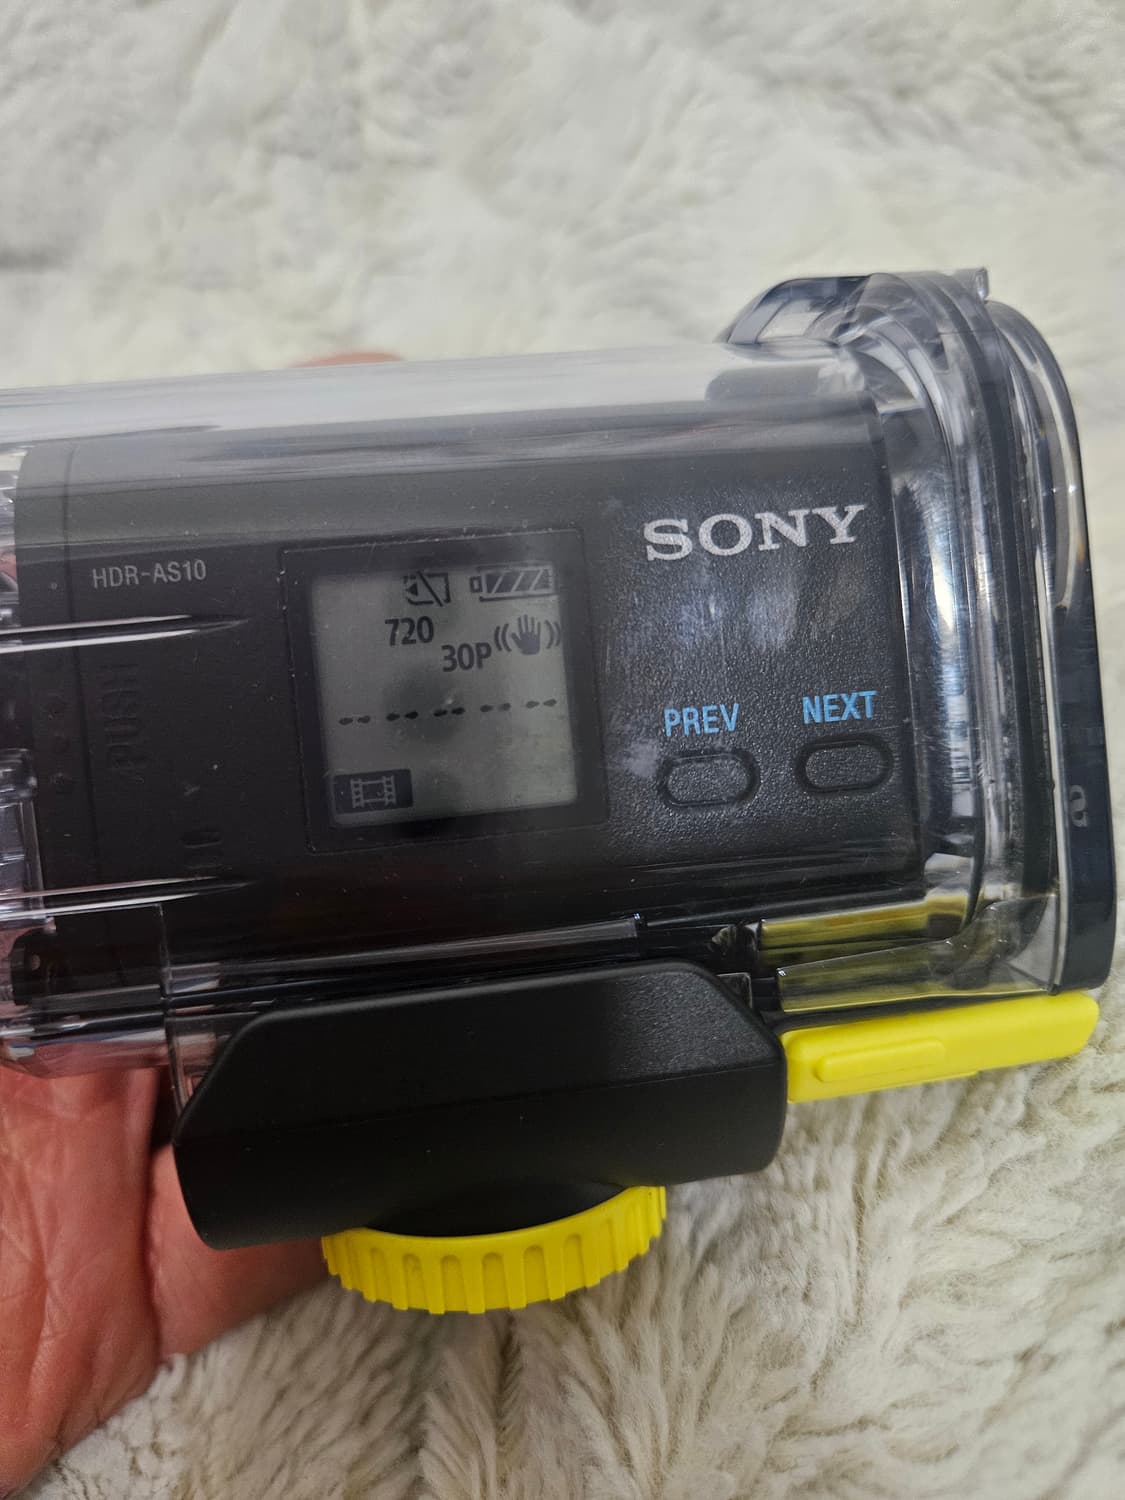 SONY
HDR-AS10
720
30P
--:--:--
PREV
NEXT
PUSH